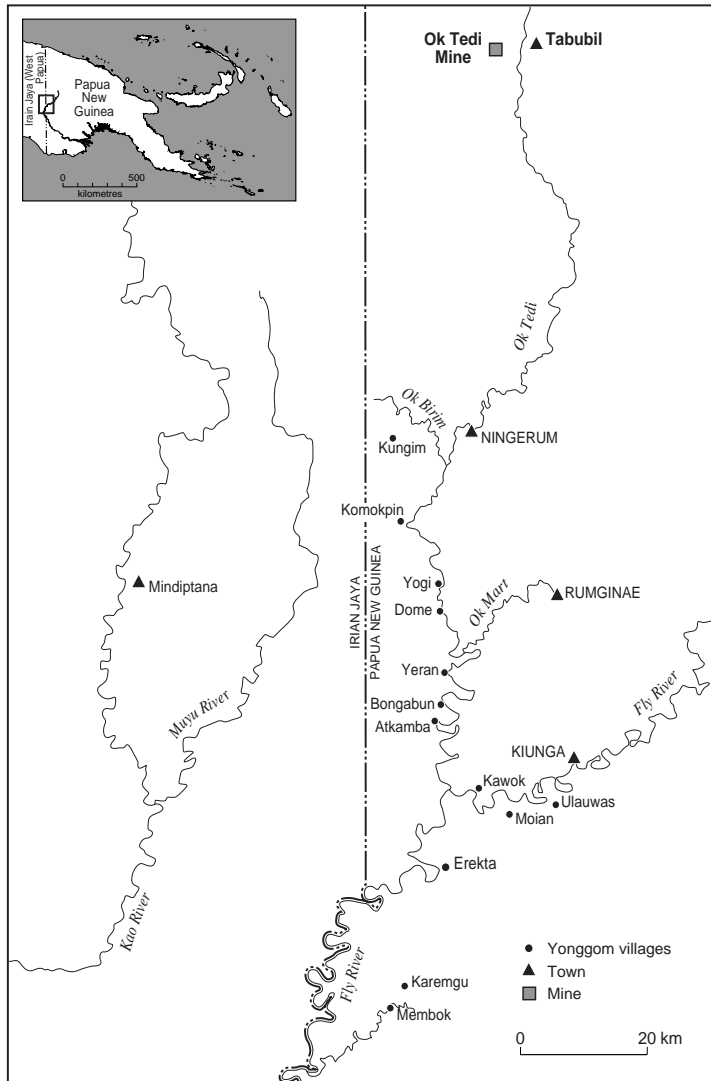 Irain Jaya (West
Papua)
Papua
New
Guinea
0 500
kilometres
Ok Tedi
Mine
Tabubil
Ok Tedi
Ok Birim
NINGERUM
Kungim
Komokpin
IRIAN JAYA
PAPUA NEW GUINEA
Mindiptana
Yogi
Dome
Ok Mart
RUMGINAE
Yeran
Muyu River
Bongabun
Atkamba
Fly River
KIUNGA
Kawok
Ulauwas
Moian
Erekta
Kao River
Fly River
Karemgu
Membok
Yonggom villages
Town
Mine
0 20 km